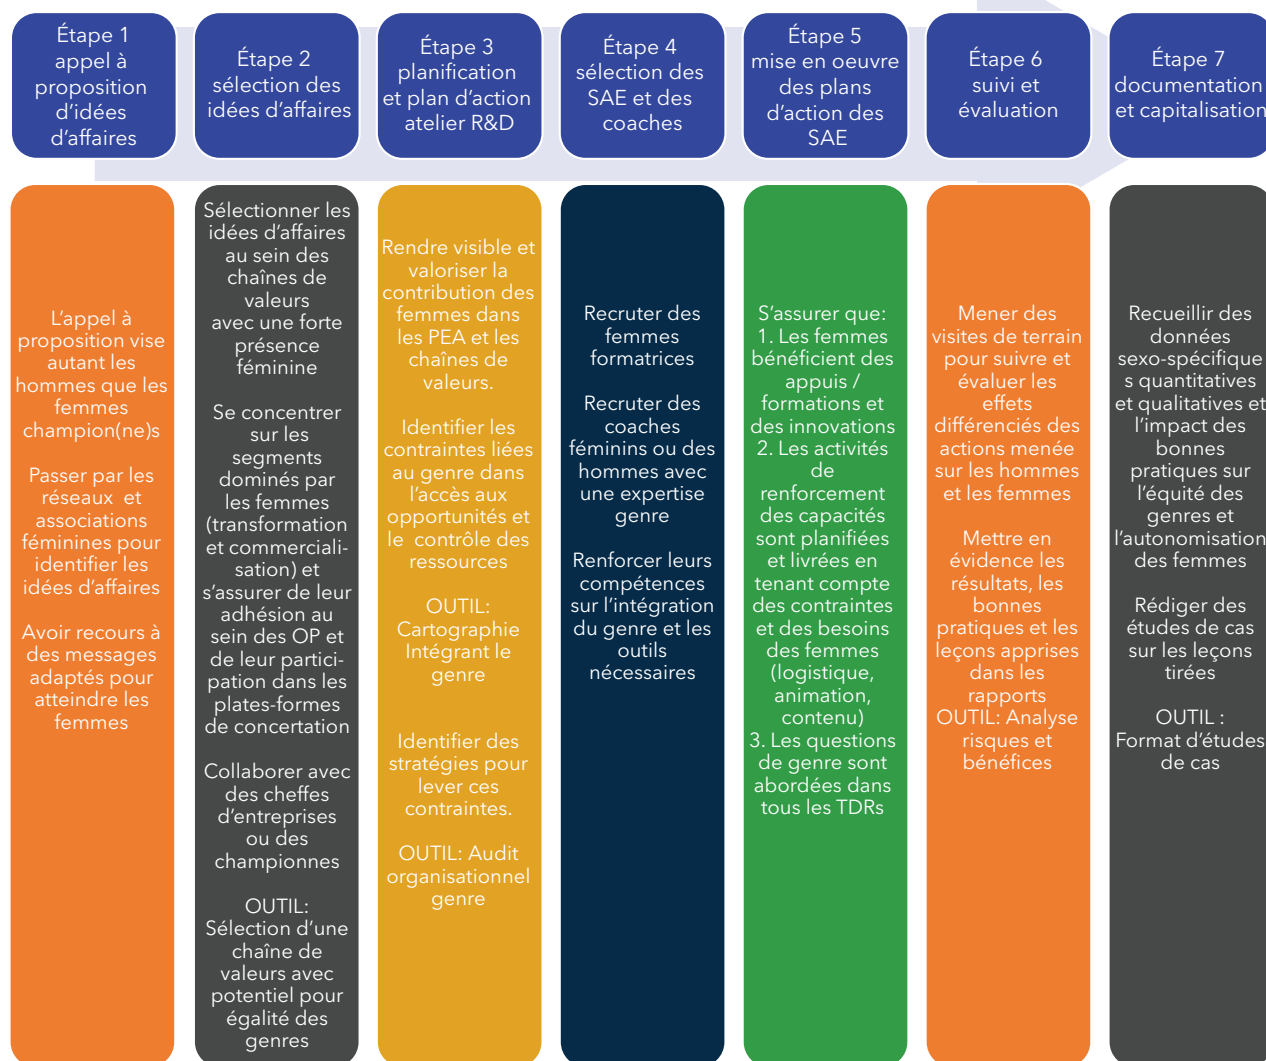 Étape 1
appel à
proposition
d’idées
d’affaires
Étape 2
sélection des
idées d’affaires
Étape 3
planification
et plan d’action
atelier R&D
Étape 4
sélection des
SAE et des
coaches
Étape 5
mise en oeuvre
des plans
d’action des
SAE
Étape 6
suivi et
évaluation
Étape 7
documentation
et capitalisation
L’appel à
proposition vise
autant les
hommes que les
femmes
champion(ne)s
Passer par les
réseaux et
associations
féminines pour
identifier les
idées d’affaires
Avoir recours à
des messages
adaptés pour
atteindre les
femmes
Sélectionner les
idées d’affaires
au sein des
chaînes de
valeurs
avec une forte
présence
féminine
Se concentrer
sur les
segments
dominés par
les femmes
(transformation
et commerciali-
sation) et
s’assurer de leur
adhésion au
sein des OP et
de leur partici-
pation dans les
plates-formes
de concertation
Collaborer avec
des cheffes
d’entreprises
ou des
championnes
OUTIL:
Sélection d’une
chaîne de
valeurs avec
potentiel pour
égalité des
genres
Rendre visible et
valoriser la
contribution des
femmes dans
les PEA et les
chaînes de
valeurs.
Identifier les
contraintes liées
au genre dans
l’accès aux
opportunités et
le contrôle des
ressources
OUTIL:
Cartographie
Intégrant le
genre
Identifier des
stratégies pour
lever ces
contraintes.
OUTIL: Audit
organisationnel
genre
Recruter des
femmes
formatrices
Recruter des
coaches
féminins ou des
hommes avec
une expertise
genre
Renforcer leurs
compétences
sur l’intégration
du genre et les
outils
nécessaires
S’assurer que:
1. Les femmes
bénéficient des
appuis /
formations et
des innovations
2. Les activités
de
renforcement
des capacités
sont planifiées
et livrées en
tenant compte
des contraintes
et des besoins
des femmes
(logistique,
animation,
contenu)
3. Les questions
de genre sont
abordées dans
tous les TDRs
Mener des
visites de terrain
pour suivre et
évaluer les
effets
différenciés des
actions menée
sur les hommes
et les femmes
Mettre en
évidence les
résultats, les
bonnes
pratiques et les
leçons apprises
dans les
rapports
OUTIL: Analyse
risques et
bénéfices
Recueillir des
données
sexo-spécifique
s quantitatives
et qualitatives et
l’impact des
bonnes
pratiques sur
l’équité des
genres et
l’autonomisation
des femmes
Rédiger des
études de cas
sur les leçons
tirées
OUTIL :
Format d’études
de cas